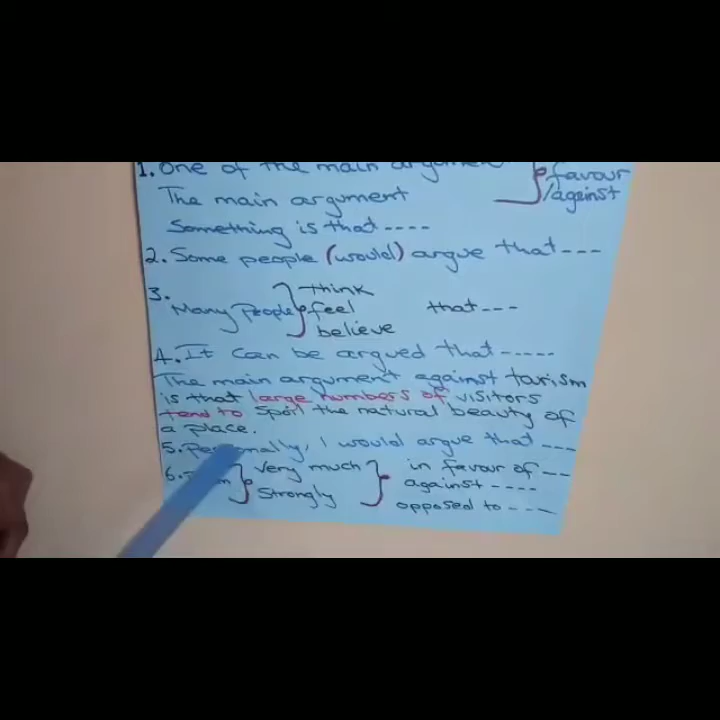 1. One of the main argument
favour
The main argument
/against
Something is that ----
2. Some people (would) argue that ---
3. think
Many People feel that ---
believe
4. It can be argued that -----
The main argument against tourism
is that large numbers of visitors
tend to spoil the natural beauty of
a place.
5. Personally, I would argue that ---
6. very much in favour of ---
Strongly against ----
opposed to ----